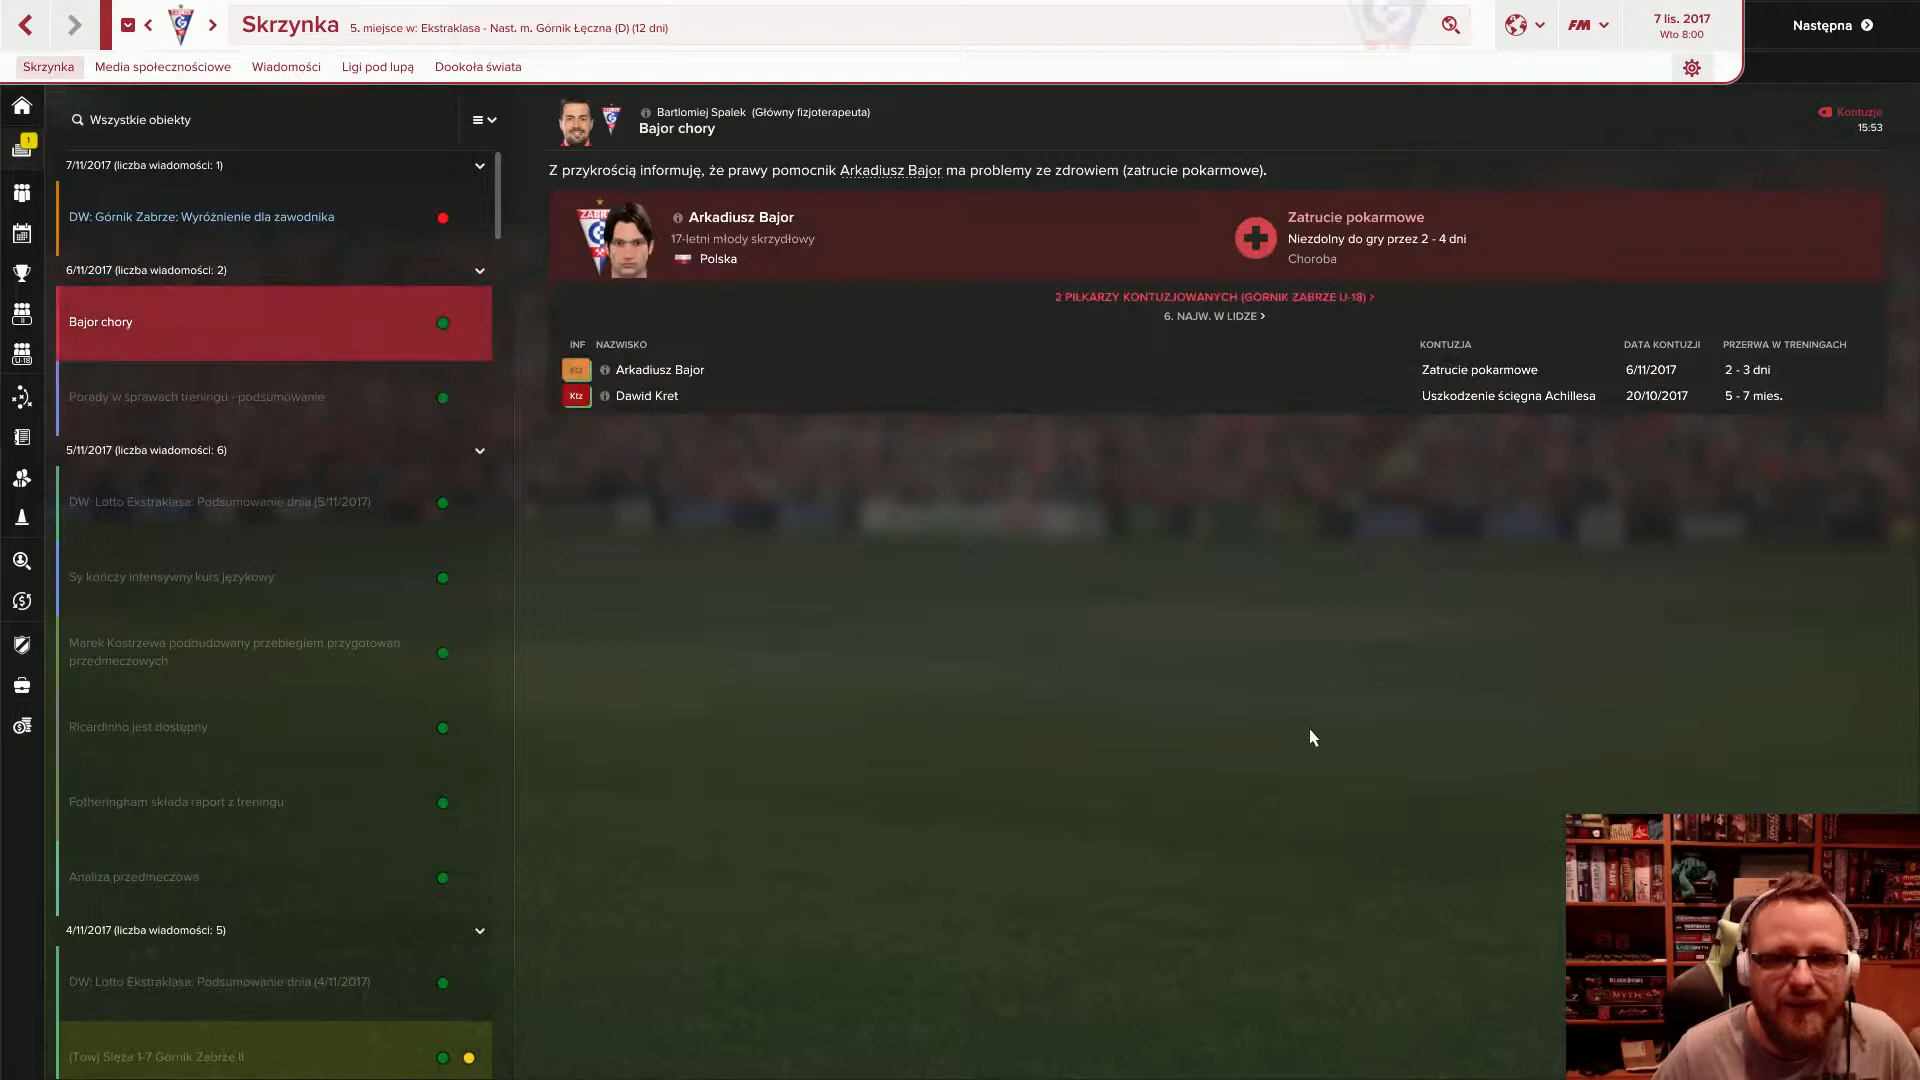 Skrzynka
5. miejsce w: Ekstraklasa - Nast. m. Górnik Łęczna (D) (12 dni)
FM
7 lis. 2017
Wto 8:00
Następna
Skrzynka
Media społecznościowe
Wiadomości
Ligi pod lupą
Dookoła świata
1
II
U-18
Wszystkie obiekty
7/11/2017 (liczba wiadomości: 1)
DW: Górnik Zabrze: Wyróżnienie dla zawodnika
6/11/2017 (liczba wiadomości: 2)
Bajor chory
Porady w sprawach treningu - podsumowanie
5/11/2017 (liczba wiadomości: 6)
DW: Lotto Ekstraklasa: Podsumowanie dnia (5/11/2017)
Sy kończy intensywny kurs językowy
Marek Kostrzewa podbudowany przebiegiem przygotowań
przedmeczowych
Ricardinho jest dostępny
Fotheringham składa raport z treningu
Analiza przedmeczowa
4/11/2017 (liczba wiadomości: 5)
DW: Lotto Ekstraklasa: Podsumowanie dnia (4/11/2017)
(Tow) Ślęza 1-7 Górnik Zabrze II
Bartlomiej Spalek (Główny fizjoterapeuta)
Bajor chory
Kontuzje
15:53
Z przykrością informuję, że prawy pomocnik Arkadiusz Bajor ma problemy ze zdrowiem (zatrucie pokarmowe).
Arkadiusz Bajor
17-letni młody skrzydłowy
Polska
Zatrucie pokarmowe
Niezdolny do gry przez 2 - 4 dni
Choroba
2 PIŁKARZY KONTUZJOWANYCH (GÓRNIK ZABRZE U-18) >
6. NAJW. W LIDZE >
INF NAZWISKO KONTUZJA DATA KONTUZJI PRZERWA W TRENINGACH
Ktz Arkadiusz Bajor Zatrucie pokarmowe 6/11/2017 2 - 3 dni
Ktz Dawid Kret Uszkodzenie ścięgna Achillesa 20/10/2017 5 - 7 mies.
BLOOD BOWL
MYTH